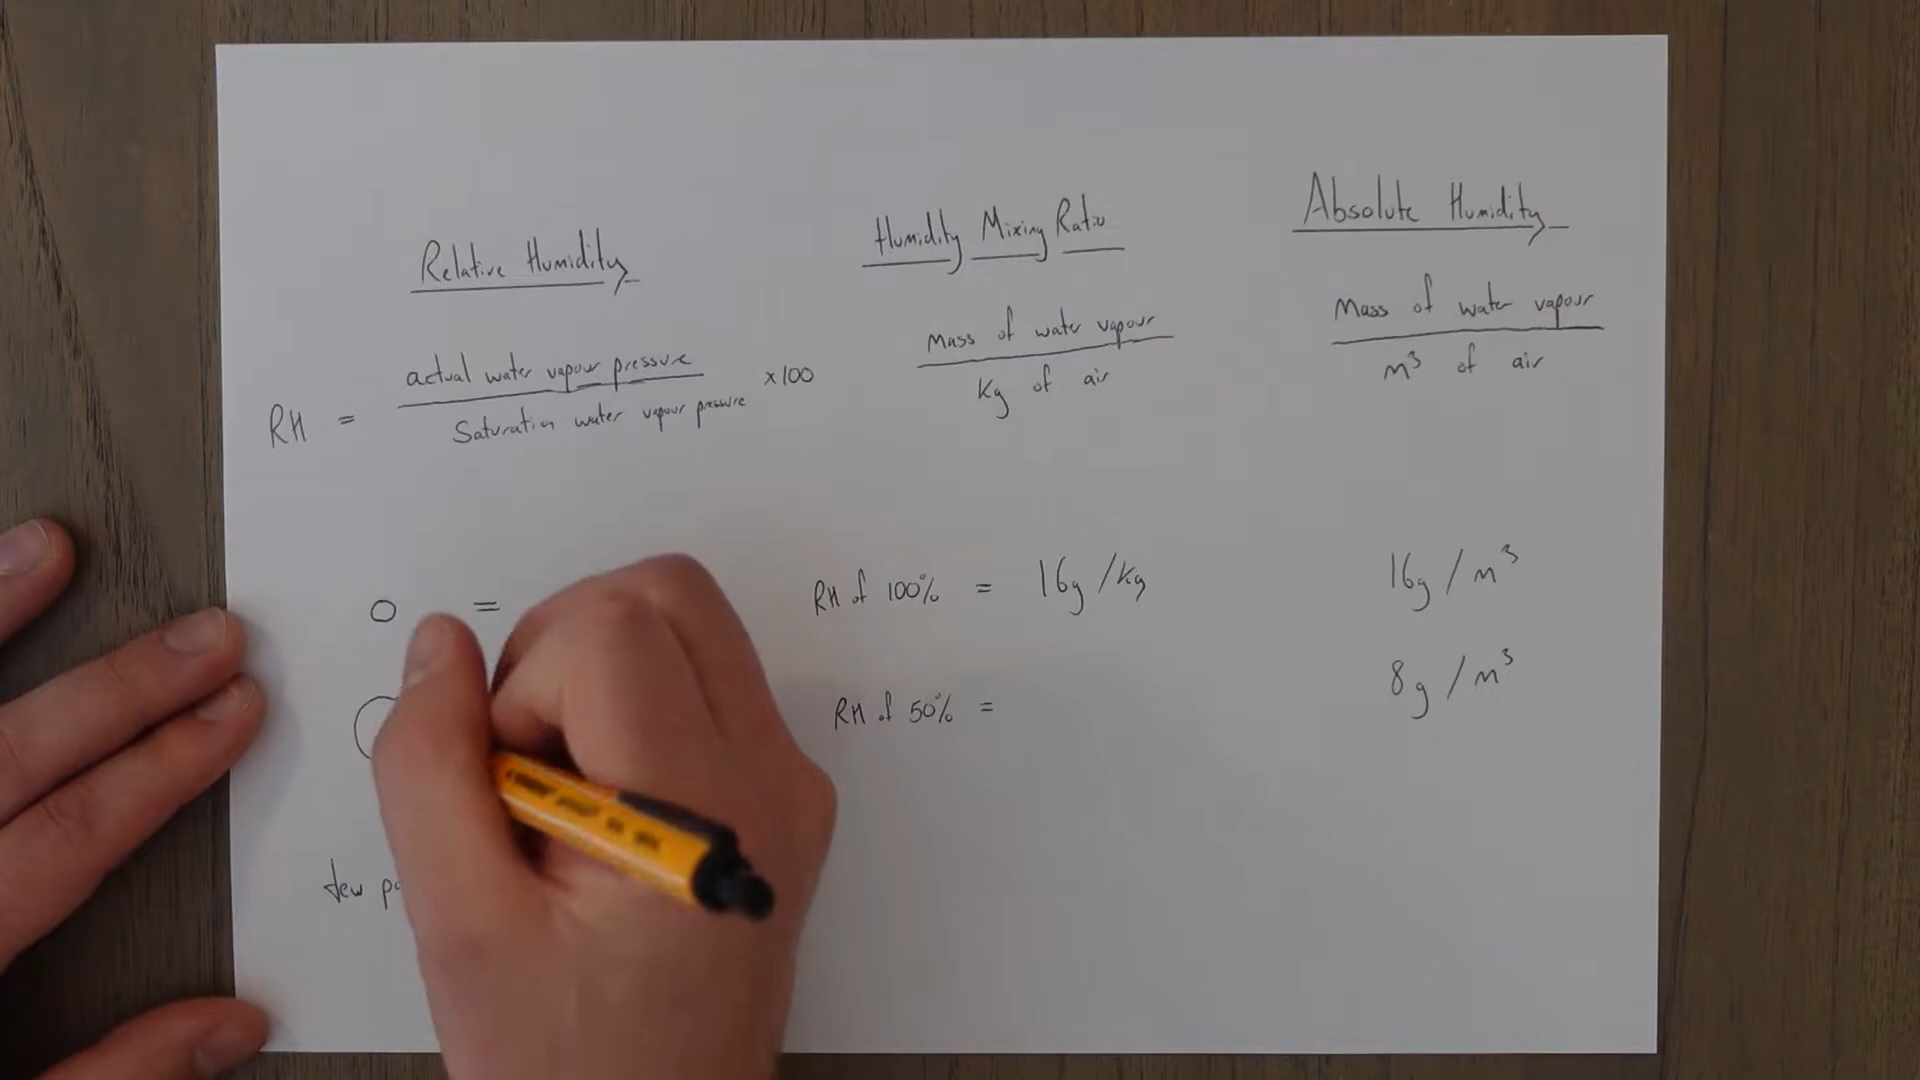 Relative Humidity
RH = actual water vapour pressure
Saturation water vapour pressure
x100
Humidity Mixing Ratio
Mass of water vapour
Kg of air
Absolute Humidity
Mass of water vapour
m³ of air
O =
RH of 100% = 16g /kg
16g / m³
RH of 50% =
8g / m³
dew